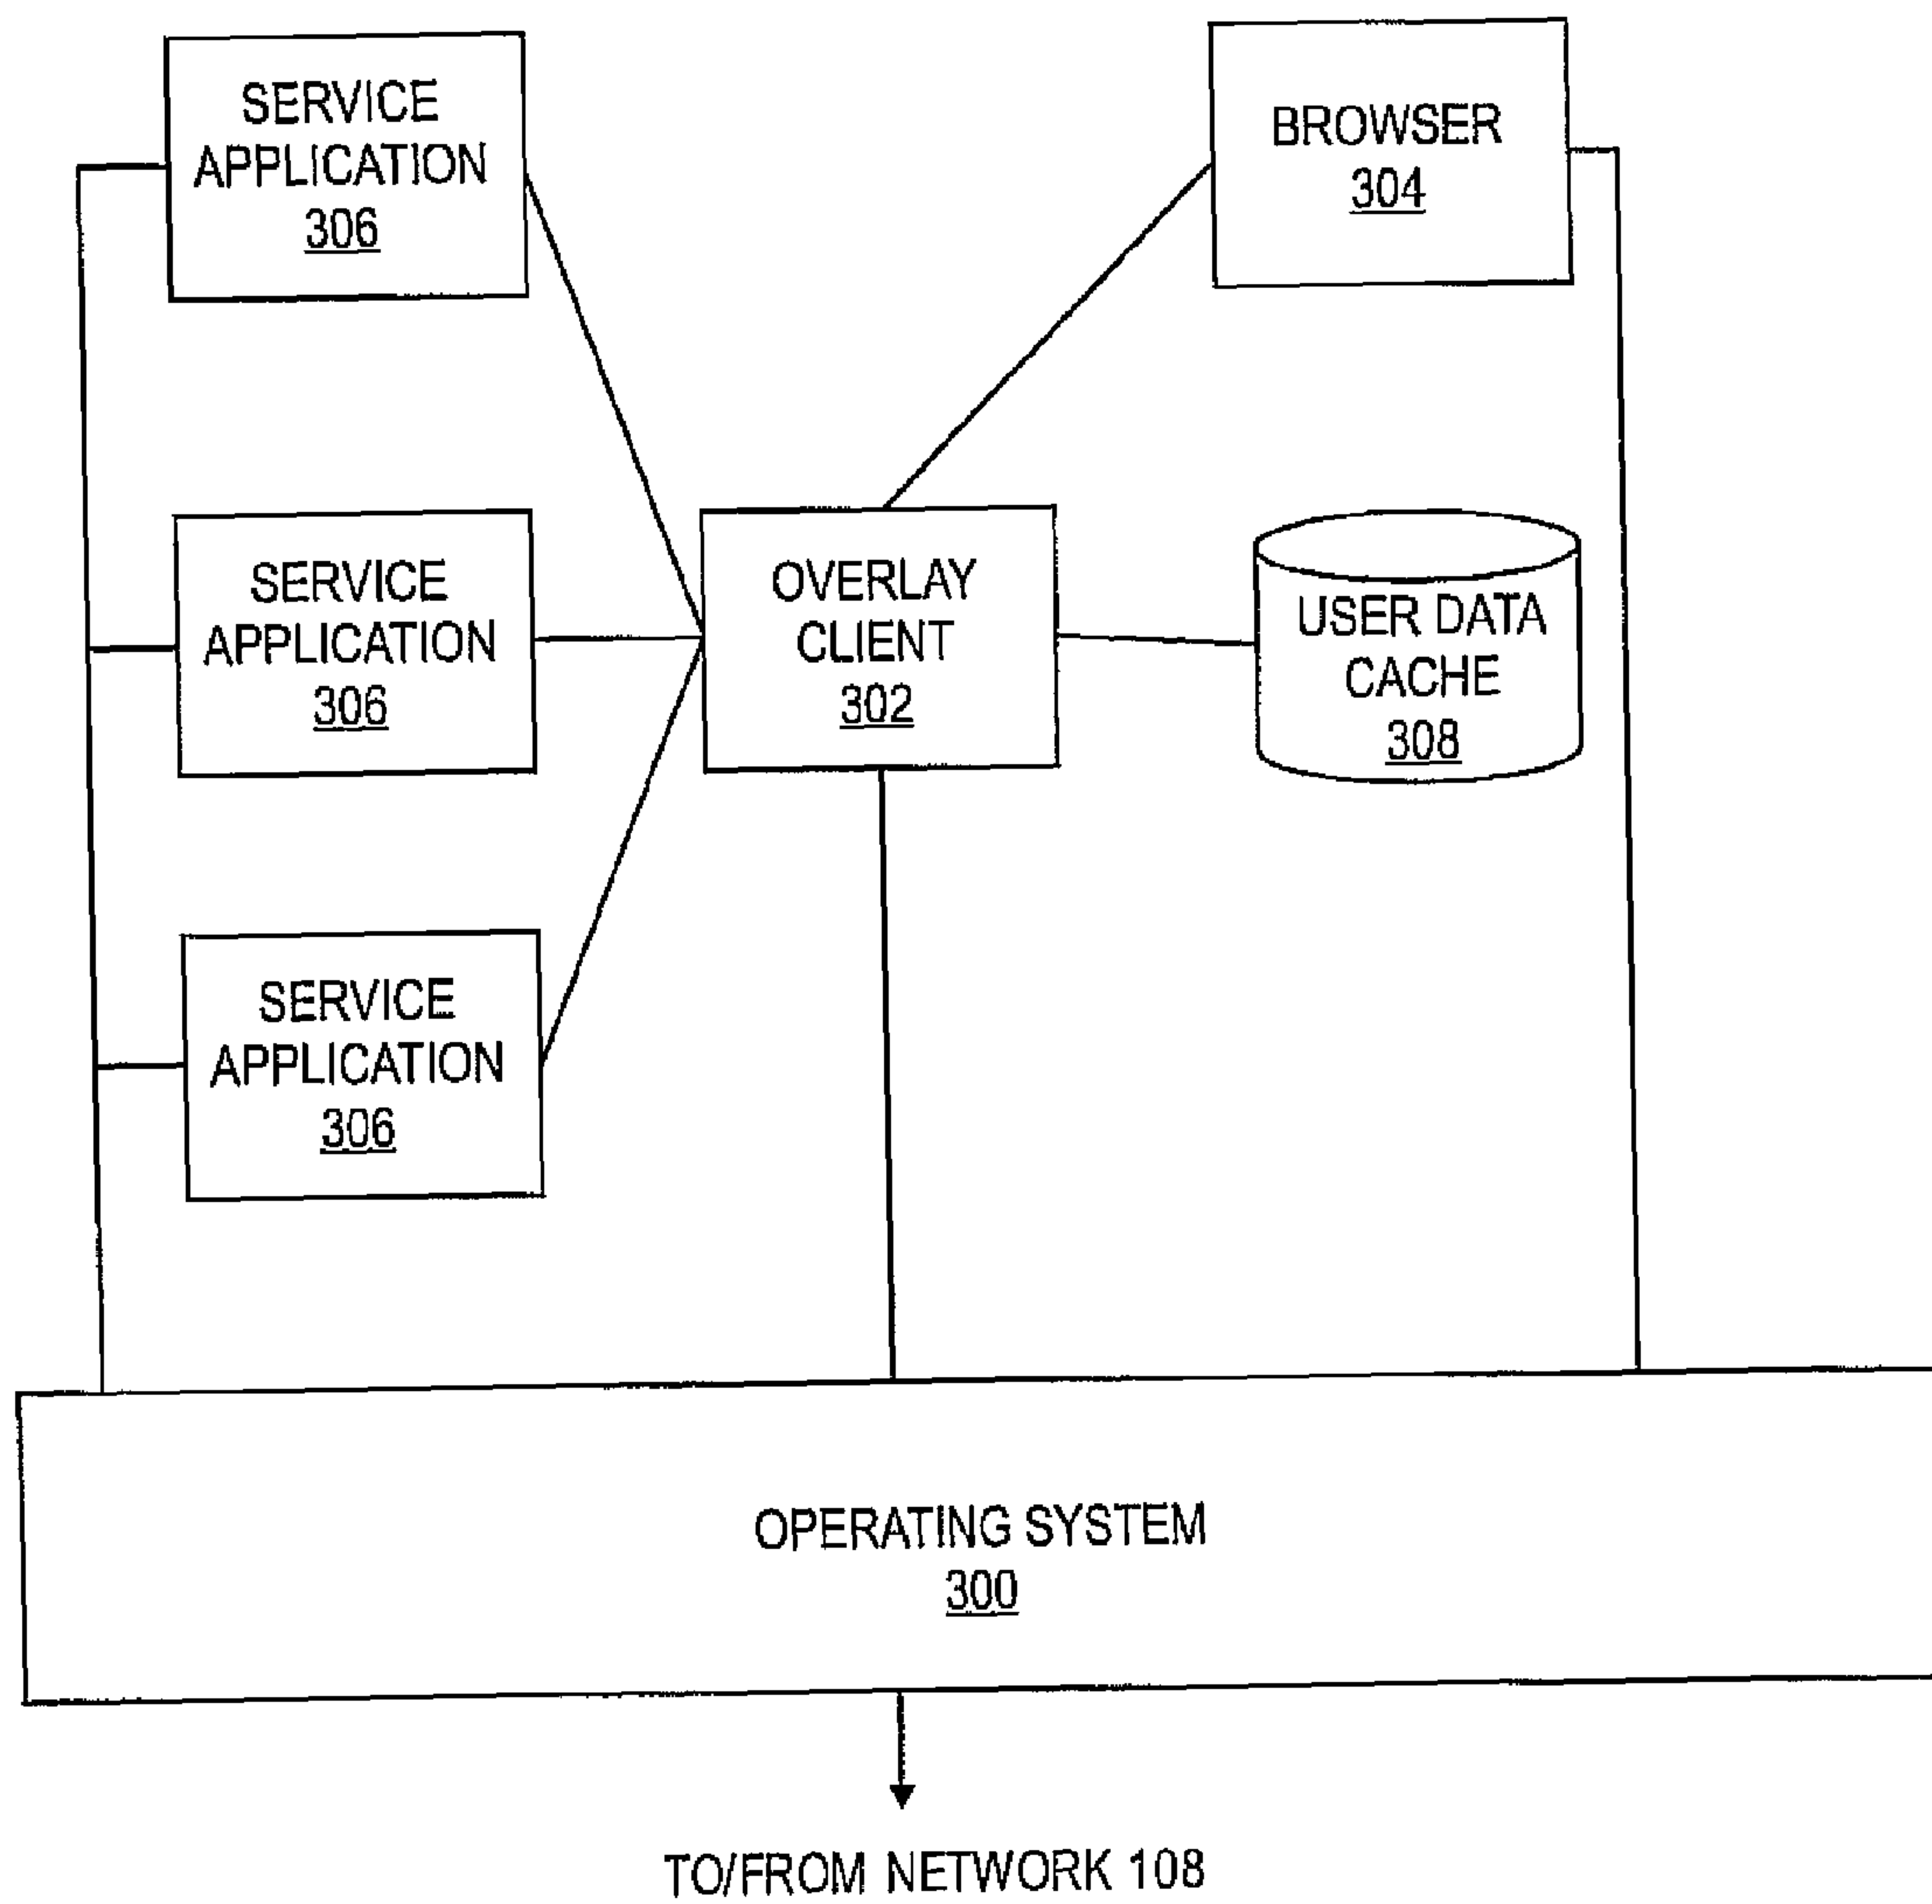 SERVICE
APPLICATION
306
BROWSER
304
SERVICE
APPLICATION
306
OVERLAY
CLIENT
302
USER DATA
CACHE
308
SERVICE
APPLICATION
306
OPERATING SYSTEM
300
TO/FROM NETWORK 108